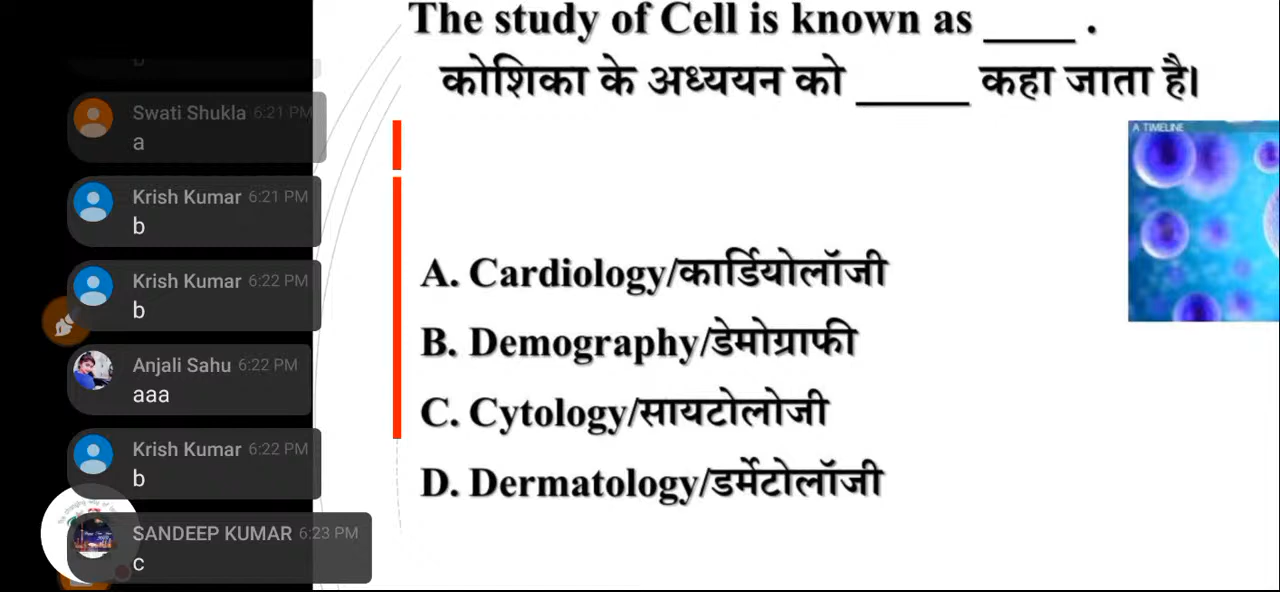 The study of Cell is known as ____ .
कोशिका के अध्ययन को _____ कहा जाता है।
A TIMELINE
A. Cardiology/कार्डियोलॉजी
B. Demography/डेमोग्राफी
C. Cytology/सायटोलोजी
D. Dermatology/डर्मेटोलॉजी
Swati Shukla 6:21 PM
a
Krish Kumar 6:21 PM
b
Krish Kumar 6:22 PM
b
Anjali Sahu 6:22 PM
aaa
Krish Kumar 6:22 PM
b
SANDEEP KUMAR 6:23 PM
c